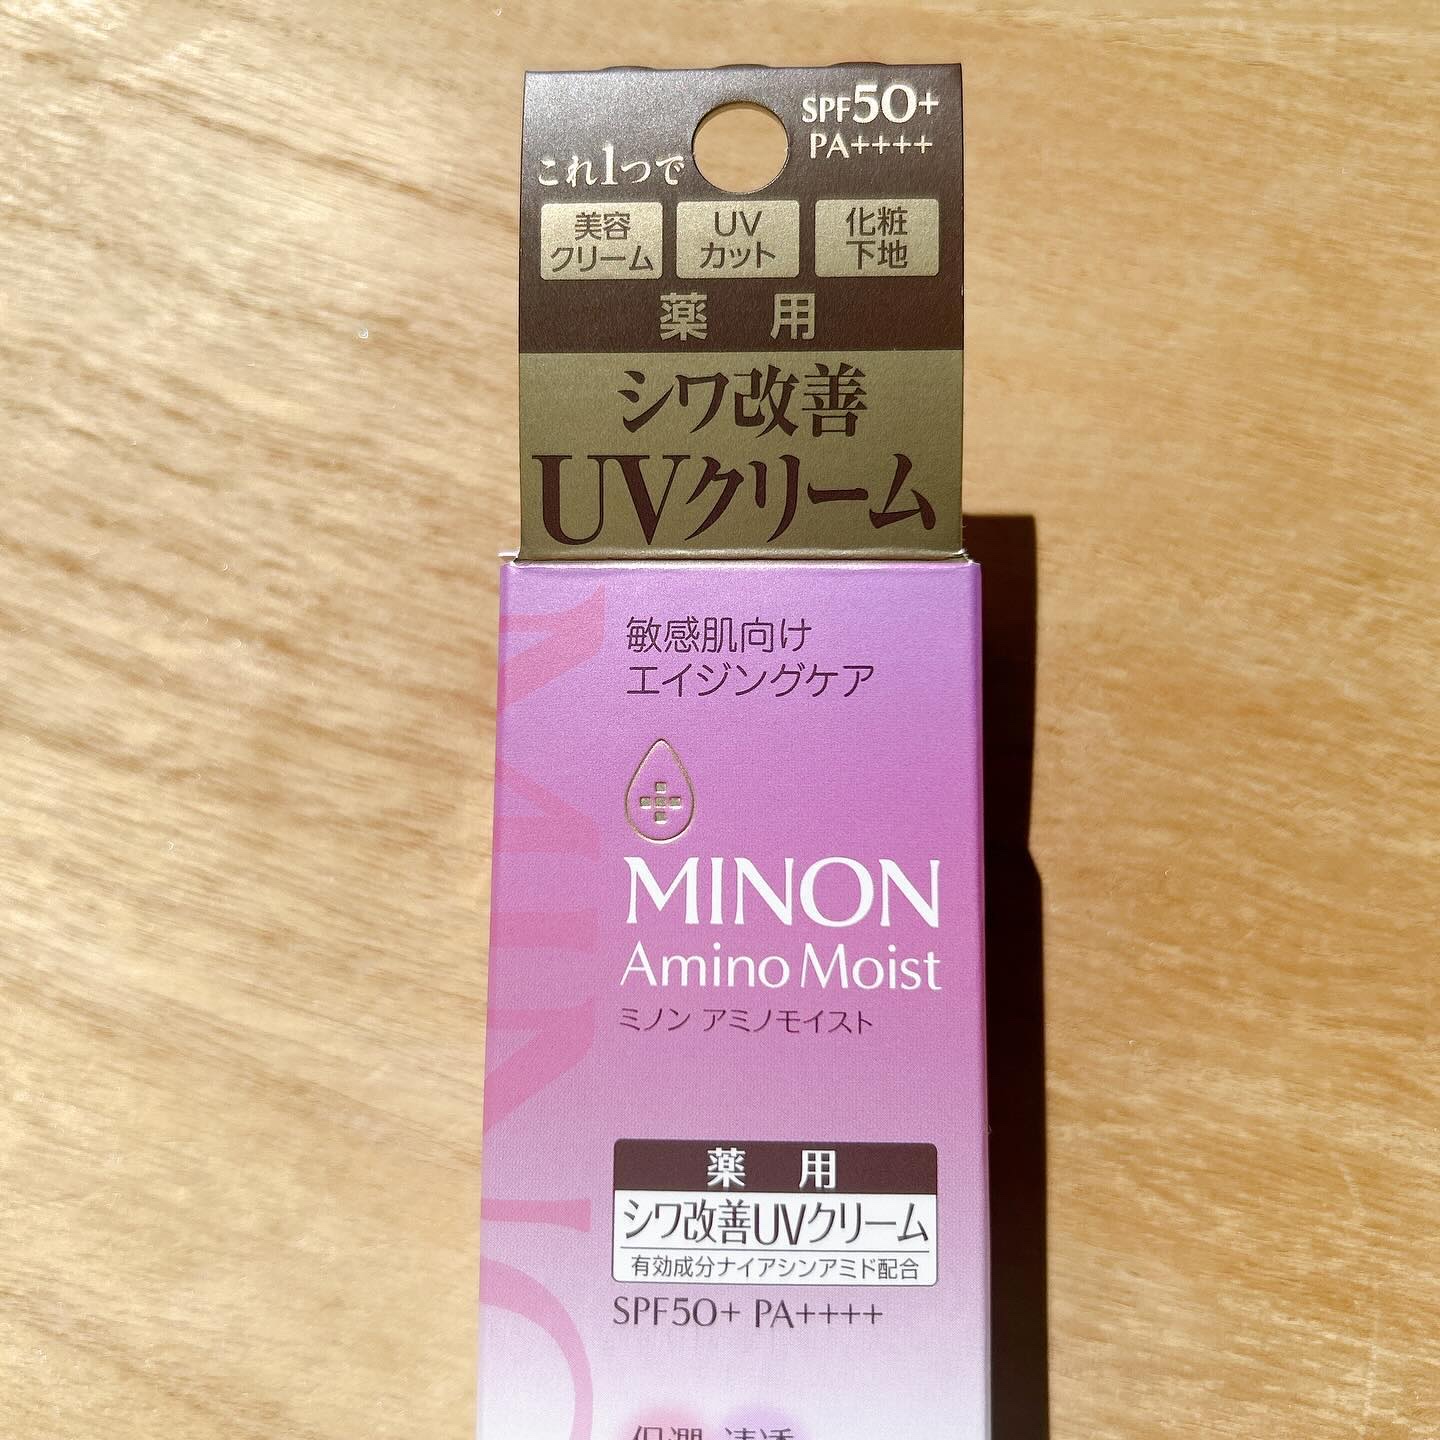 SPF50+
PA++++
これ1つで
美容
クリーム
UV
カット
化粧
下地
薬用
シワ改善
UVクリーム
敏感肌向け
エイジングケア
MINON
Amino Moist
ミノン アミノモイスト
薬用
シワ改善UVクリーム
有効成分ナイアシンアミド配合
SPF50+ PA++++
MINON